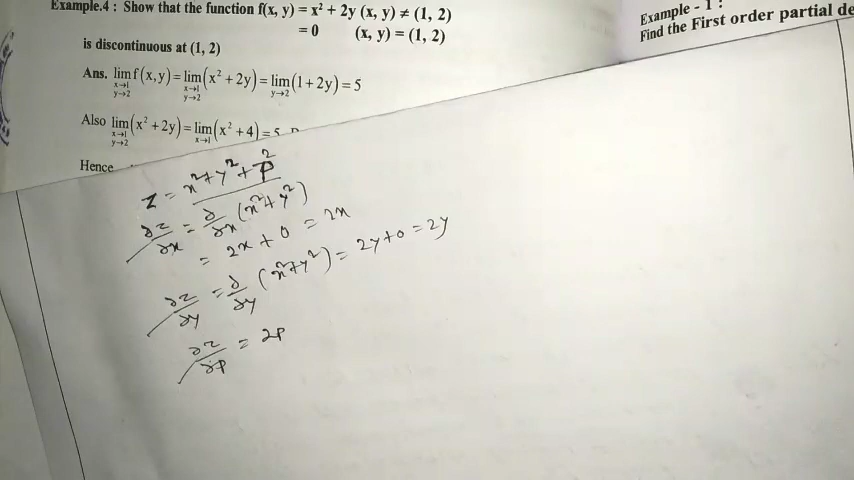 Example.4 : Show that the function f(x, y) = x² + 2y (x, y) ≠ (1, 2)
= 0 (x, y) = (1, 2)
is discontinuous at (1, 2)
Ans. lim x→1 y→2 f(x, y) = lim x→1 y→2 (x² + 2y) = lim y→2 (1 + 2y) = 5
Also lim x→1 y→2 (x² + 2y) = lim x→1 (x² + 4) = 5
Hence
Example - 1 :
Find the First order partial de
z = x² + y² + p²
∂z/∂x = ∂/∂x (x² + y²)
= 2x + 0 = 2x
∂z/∂y = ∂/∂y (x² + y²) = 2y + 0 = 2y
∂z/∂p = 2p